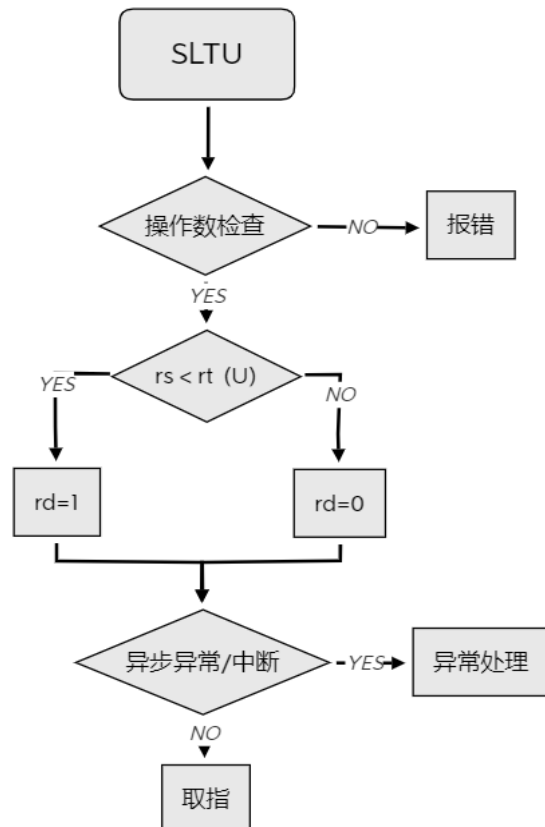 SLTU
操作数检查
NO
报错
YES
rs < rt (U)
YES
NO
rd=1
rd=0
异步异常/中断
YES
异常处理
NO
取指